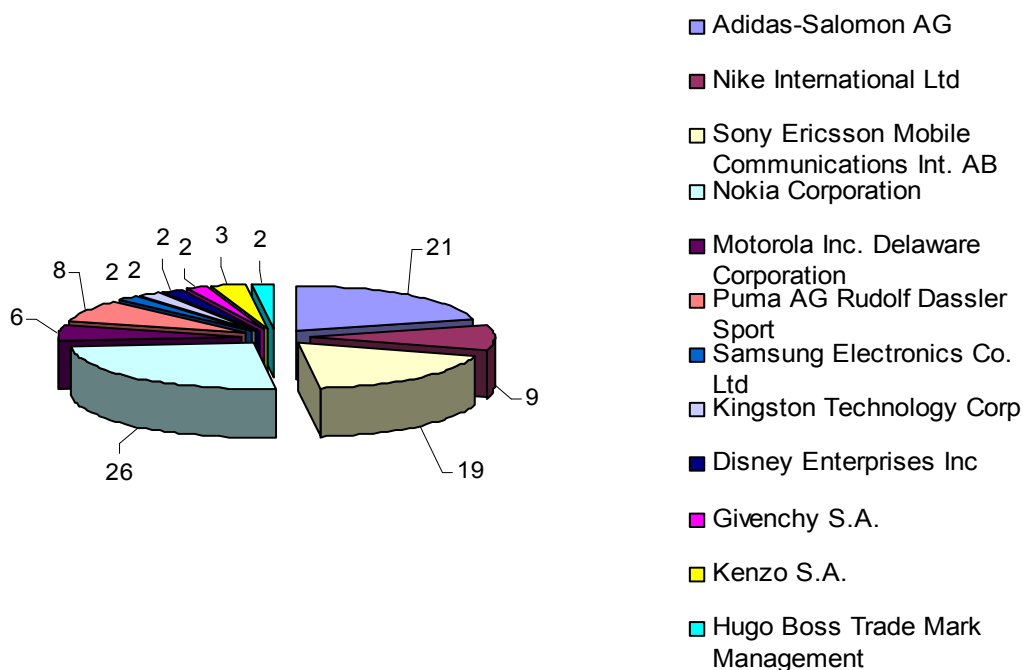 Adidas-Salomon AG
Nike International Ltd
Sony Ericsson Mobile
Communications Int. AB
Nokia Corporation
Motorola Inc. Delaware
Corporation
Puma AG Rudolf Dassler
Sport
Samsung Electronics Co.
Ltd
Kingston Technology Corp
Disney Enterprises Inc
Givenchy S.A.
Kenzo S.A.
Hugo Boss Trade Mark
Management
21
9
19
26
6
8
2
2
2
2
3
2